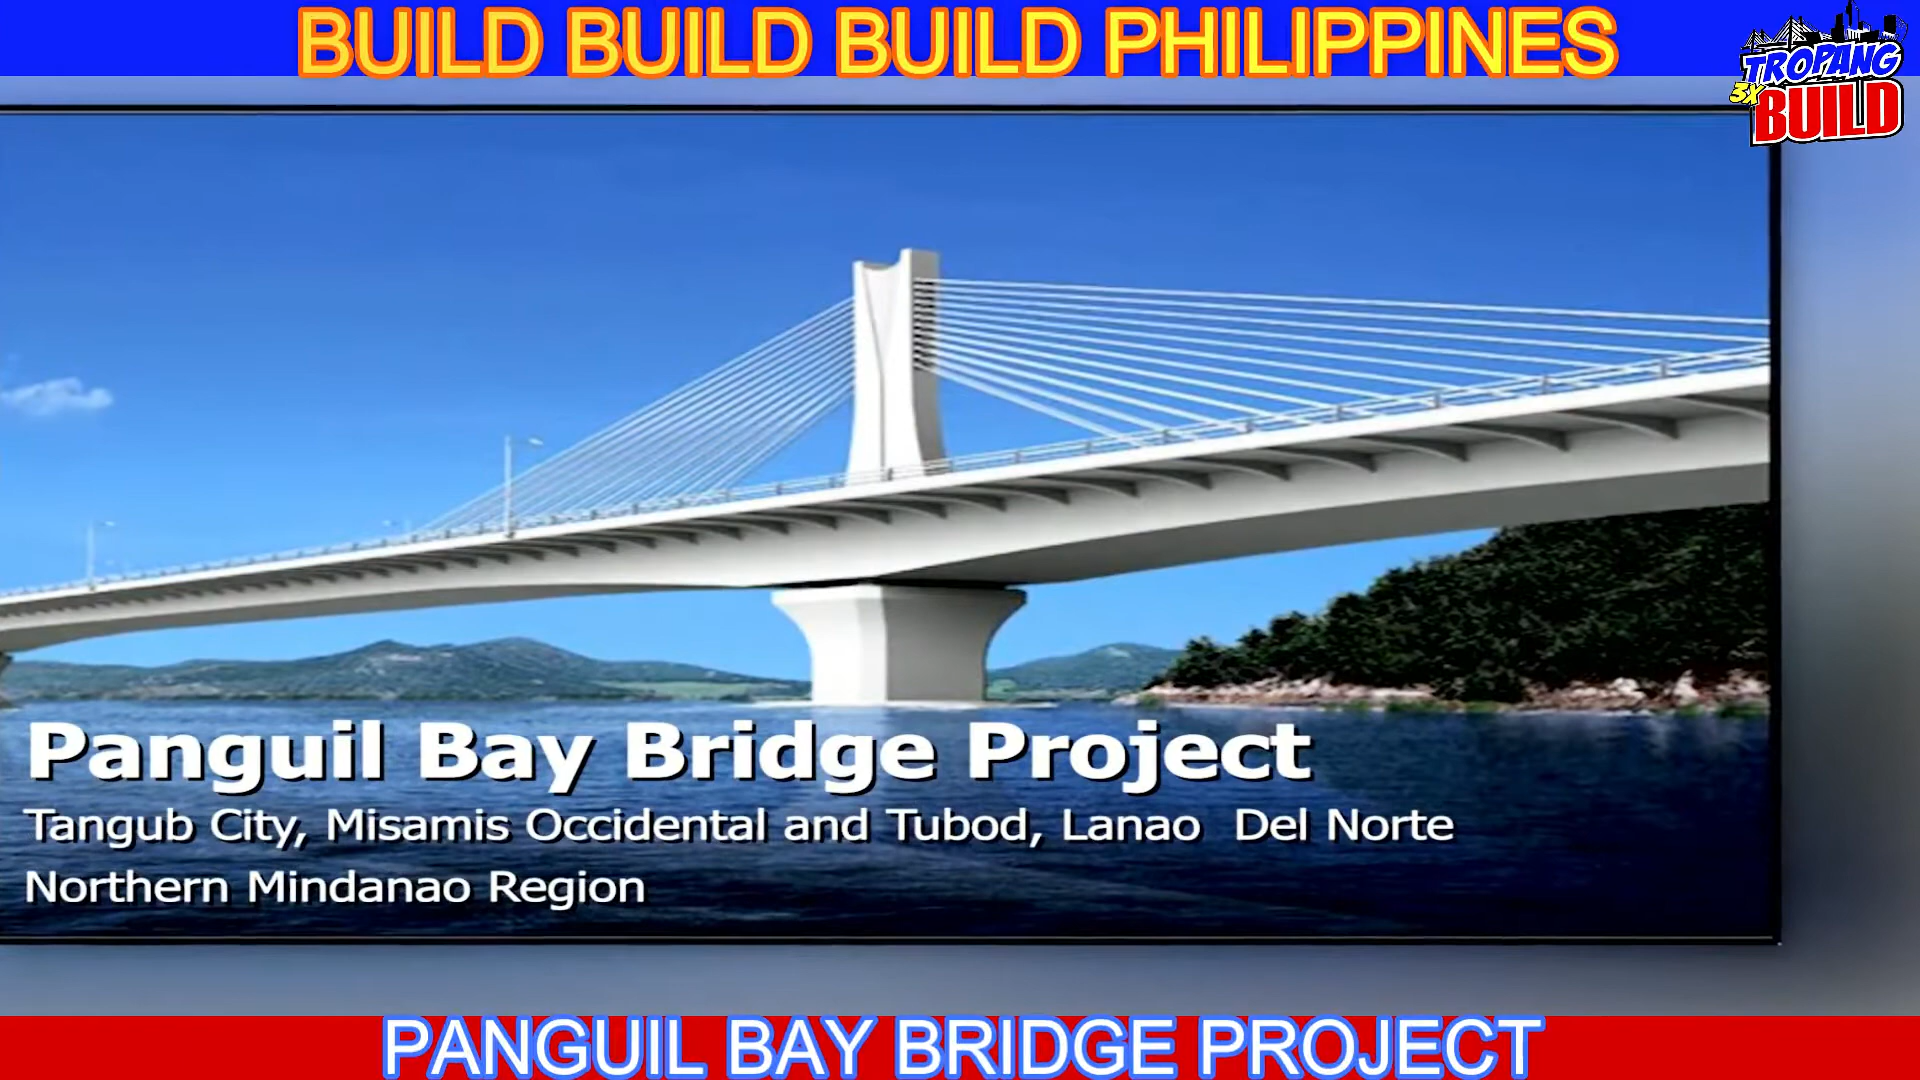 BUILD BUILD BUILD PHILIPPINES
TROPANG
3X BUILD
Panguil Bay Bridge Project
Tangub City, Misamis Occidental and Tubod, Lanao Del Norte
Northern Mindanao Region
PANGUIL BAY BRIDGE PROJECT